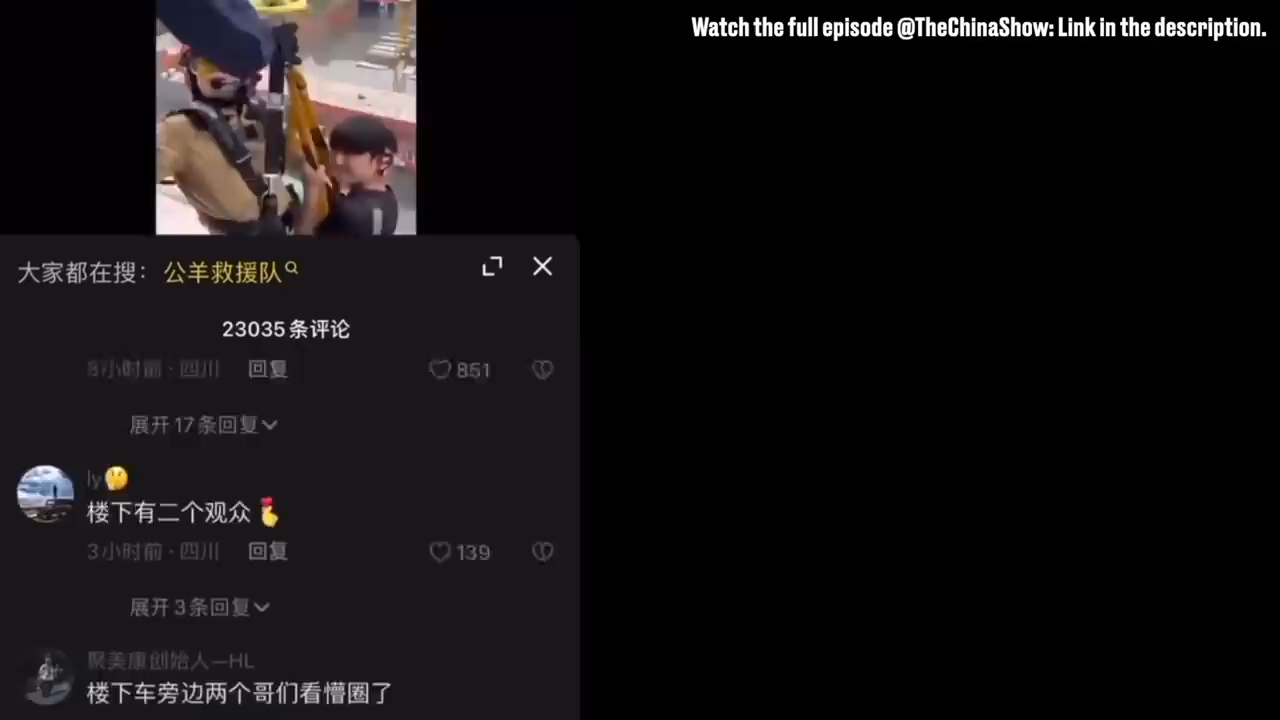 Watch the full episode @TheChinaShow: Link in the description.
大家都在搜：公羊救援队
23035条评论
8小时前·四川 回复 851
展开17条回复
ly🤔
楼下有二个观众
3小时前·四川 回复 139
展开3条回复
聚美康创始人—HL
楼下车旁边两个哥们看懵圈了